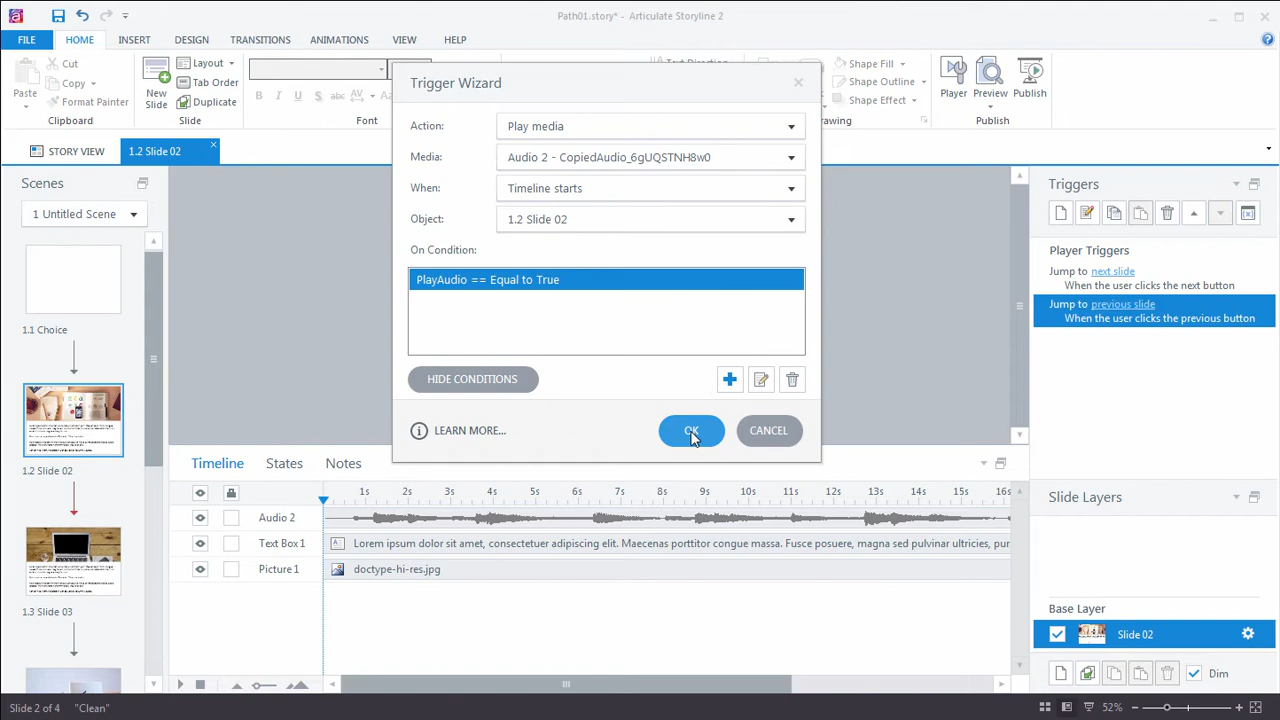 Path01.story* - Articulate Storyline 2
FILE
HOME
INSERT
DESIGN
TRANSITIONS
ANIMATIONS
VIEW
HELP
Paste
Cut
Copy
Format Painter
Clipboard
New
Slide
Layout
Tab Order
Duplicate
Slide
B I U S abc AV
Font
Text Direction
Shape Fill
Shape Outline
Shape Effect
rawing
Player
Preview
Publish
Publish
STORY VIEW
1.2 Slide 02
Scenes
1 Untitled Scene
1.1 Choice
1.2 Slide 02
1.3 Slide 03
Trigger Wizard
Action:
Play media
Media:
Audio 2 - CopiedAudio_6gUQSTNH8w0
When:
Timeline starts
Object:
1.2 Slide 02
On Condition:
PlayAudio == Equal to True
HIDE CONDITIONS
LEARN MORE...
OK
CANCEL
Timeline
States
Notes
1s 2s 3s 4s 5s 6s 7s 8s 9s 10s 11s 12s 13s 14s 15s 16s
Audio 2
Text Box 1
Lorem ipsum dolor sit amet, consectetuer adipiscing elit. Maecenas porttitor congue massa. Fusce posuere, magna sed pulvinar ultricies, pur
Picture 1
doctype-hi-res.jpg
Triggers
Player Triggers
Jump to next slide
When the user clicks the next button
Jump to previous slide
When the user clicks the previous button
Slide Layers
Base Layer
Slide 02
Dim
Slide 2 of 4
"Clean"
52%